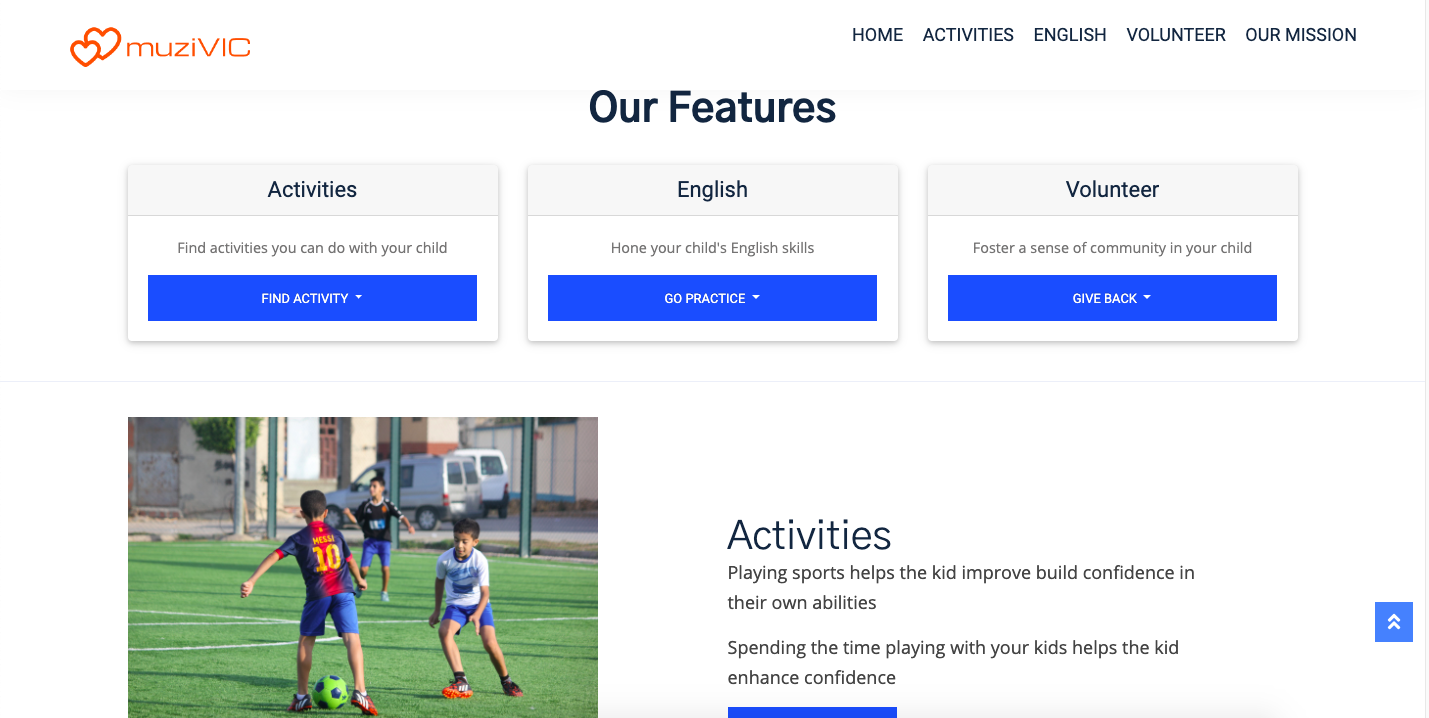 muziVIC
HOME ACTIVITIES ENGLISH VOLUNTEER OUR MISSION
Our Features
Activities
Find activities you can do with your child
FIND ACTIVITY
English
Hone your child's English skills
GO PRACTICE
Volunteer
Foster a sense of community in your child
GIVE BACK
MESSI
10
Activities
Playing sports helps the kid improve build confidence in
their own abilities
Spending the time playing with your kids helps the kid
enhance confidence